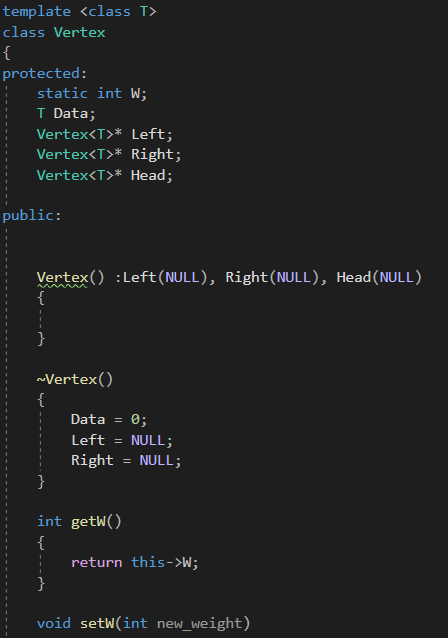 template <class T>
class Vertex
{
protected:
    static int W;
    T Data;
    Vertex<T>* Left;
    Vertex<T>* Right;
    Vertex<T>* Head;
public:
    Vertex() :Left(NULL), Right(NULL), Head(NULL)
    {
    }
    ~Vertex()
    {
        Data = 0;
        Left = NULL;
        Right = NULL;
    }
    int getW()
    {
        return this->W;
    }
    void setW(int new_weight)